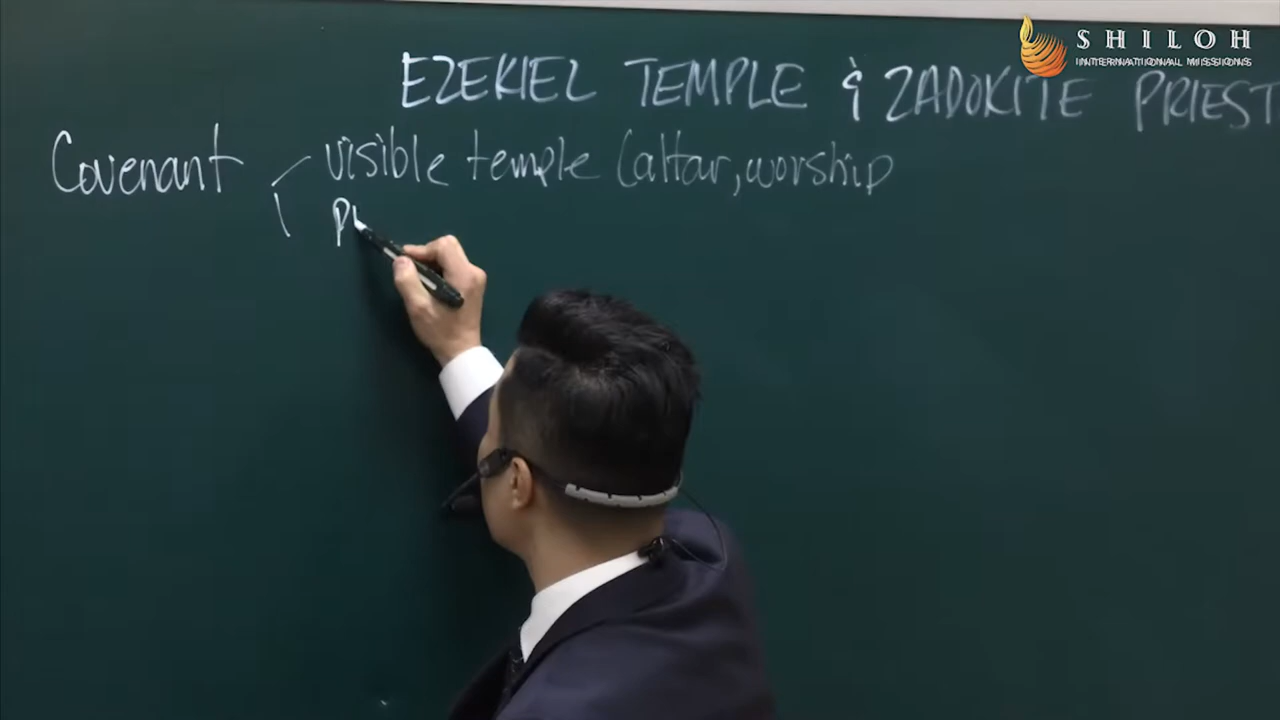 SHILOH
INTERNATIONAL MISSIONS
EZEKIEL TEMPLE & ZADOKITE PRIEST
Covenant visible temple (altar, worship